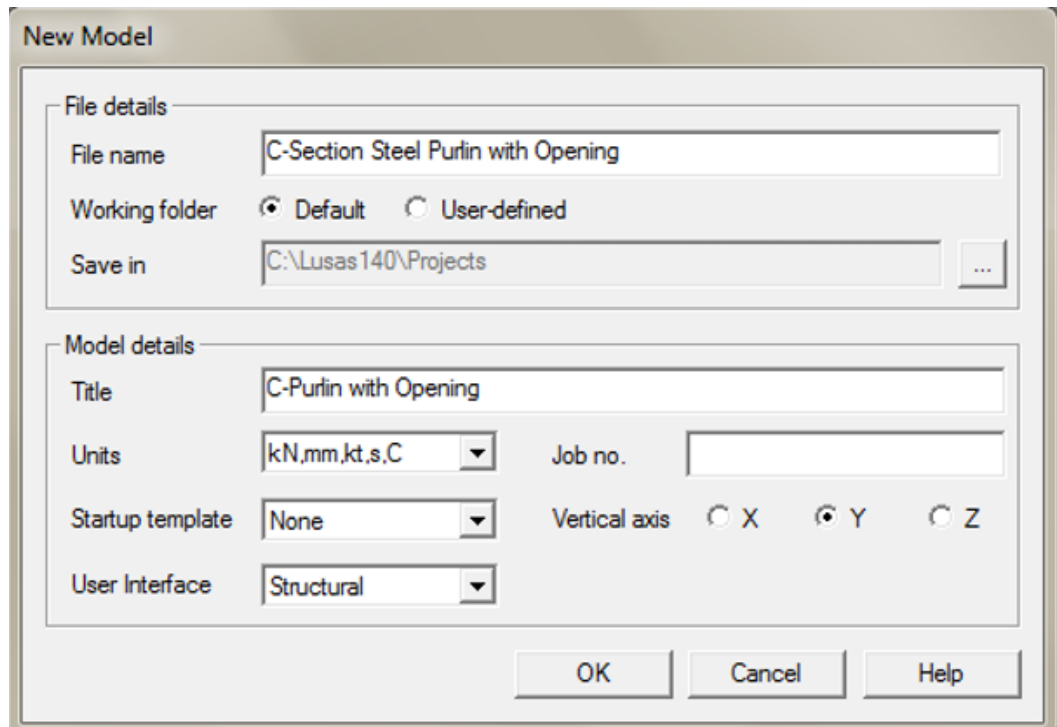 New Model
File details
File name C-Section Steel Purlin with Opening
Working folder Default User-defined
Save in C:\Lusas140\Projects ...
Model details
Title C-Purlin with Opening
Units kN,mm,kt,s,C Job no.
Startup template None Vertical axis X Y Z
User Interface Structural
OK Cancel Help